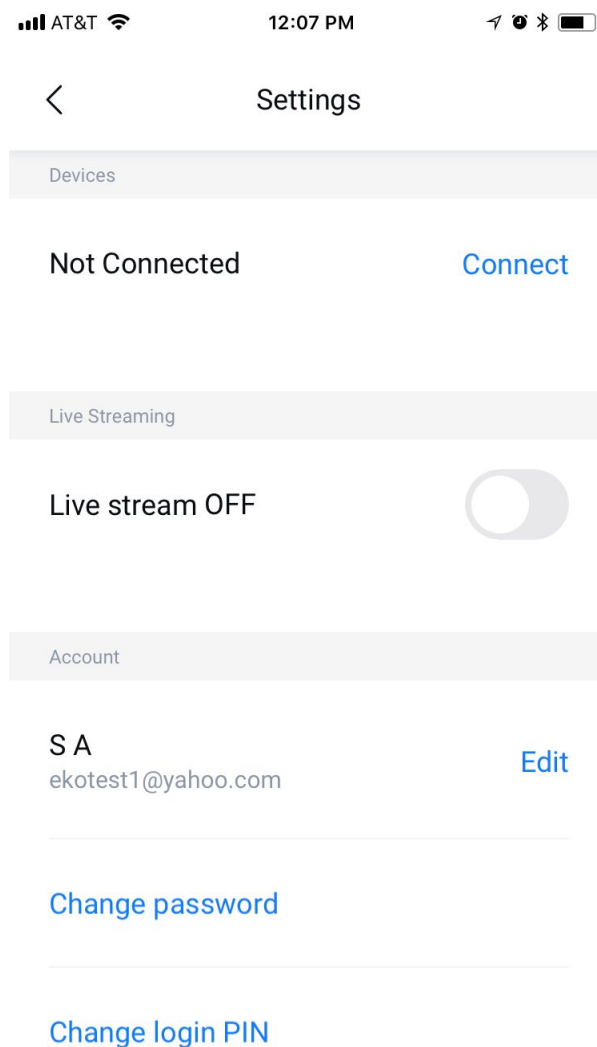 AT&T 12:07 PM
Settings
Devices
Not Connected Connect
Live Streaming
Live stream OFF
Account
S A
ekotest1@yahoo.com
Edit
Change password
Change login PIN